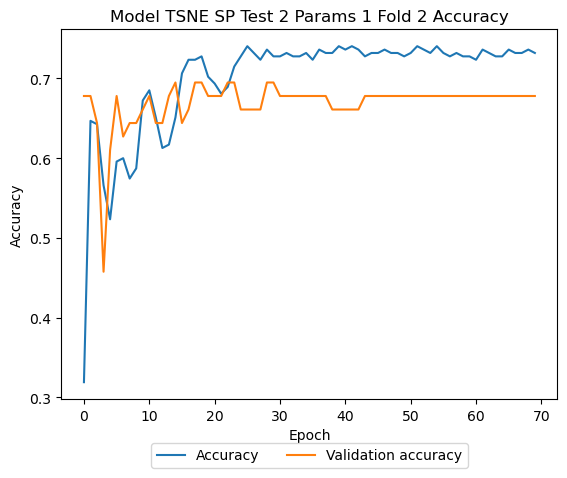 Model TSNE SP Test 2 Params 1 Fold 2 Accuracy
0.7
0.6
0.5
0.4
0.3
Accuracy
0 10 20 30 40 50 60 70
Epoch
Accuracy Validation accuracy